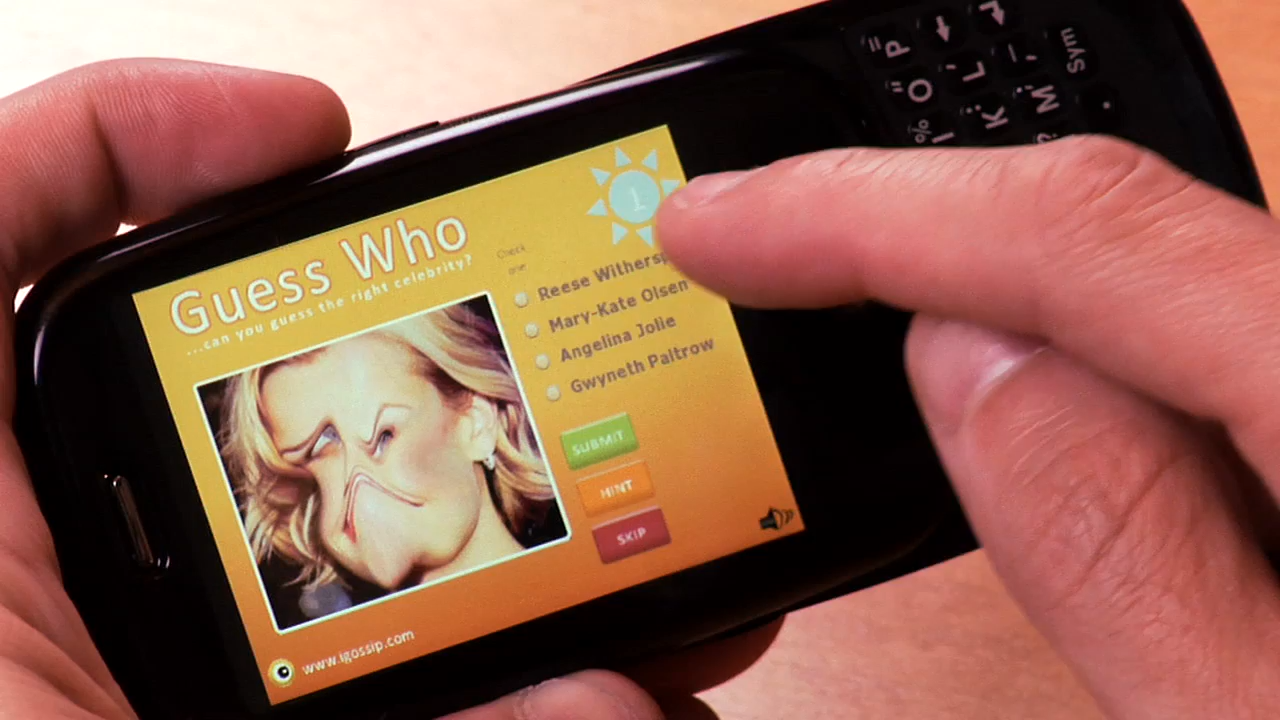 Guess Who
...can you guess the right celebrity?
1
Check
one
Reese Withersp
Mary-Kate Olsen
Angelina Jolie
Gwyneth Paltrow
SUBMIT
HINT
SKIP
www.igossip.com
= P
% O L - Sym
I K M .
?